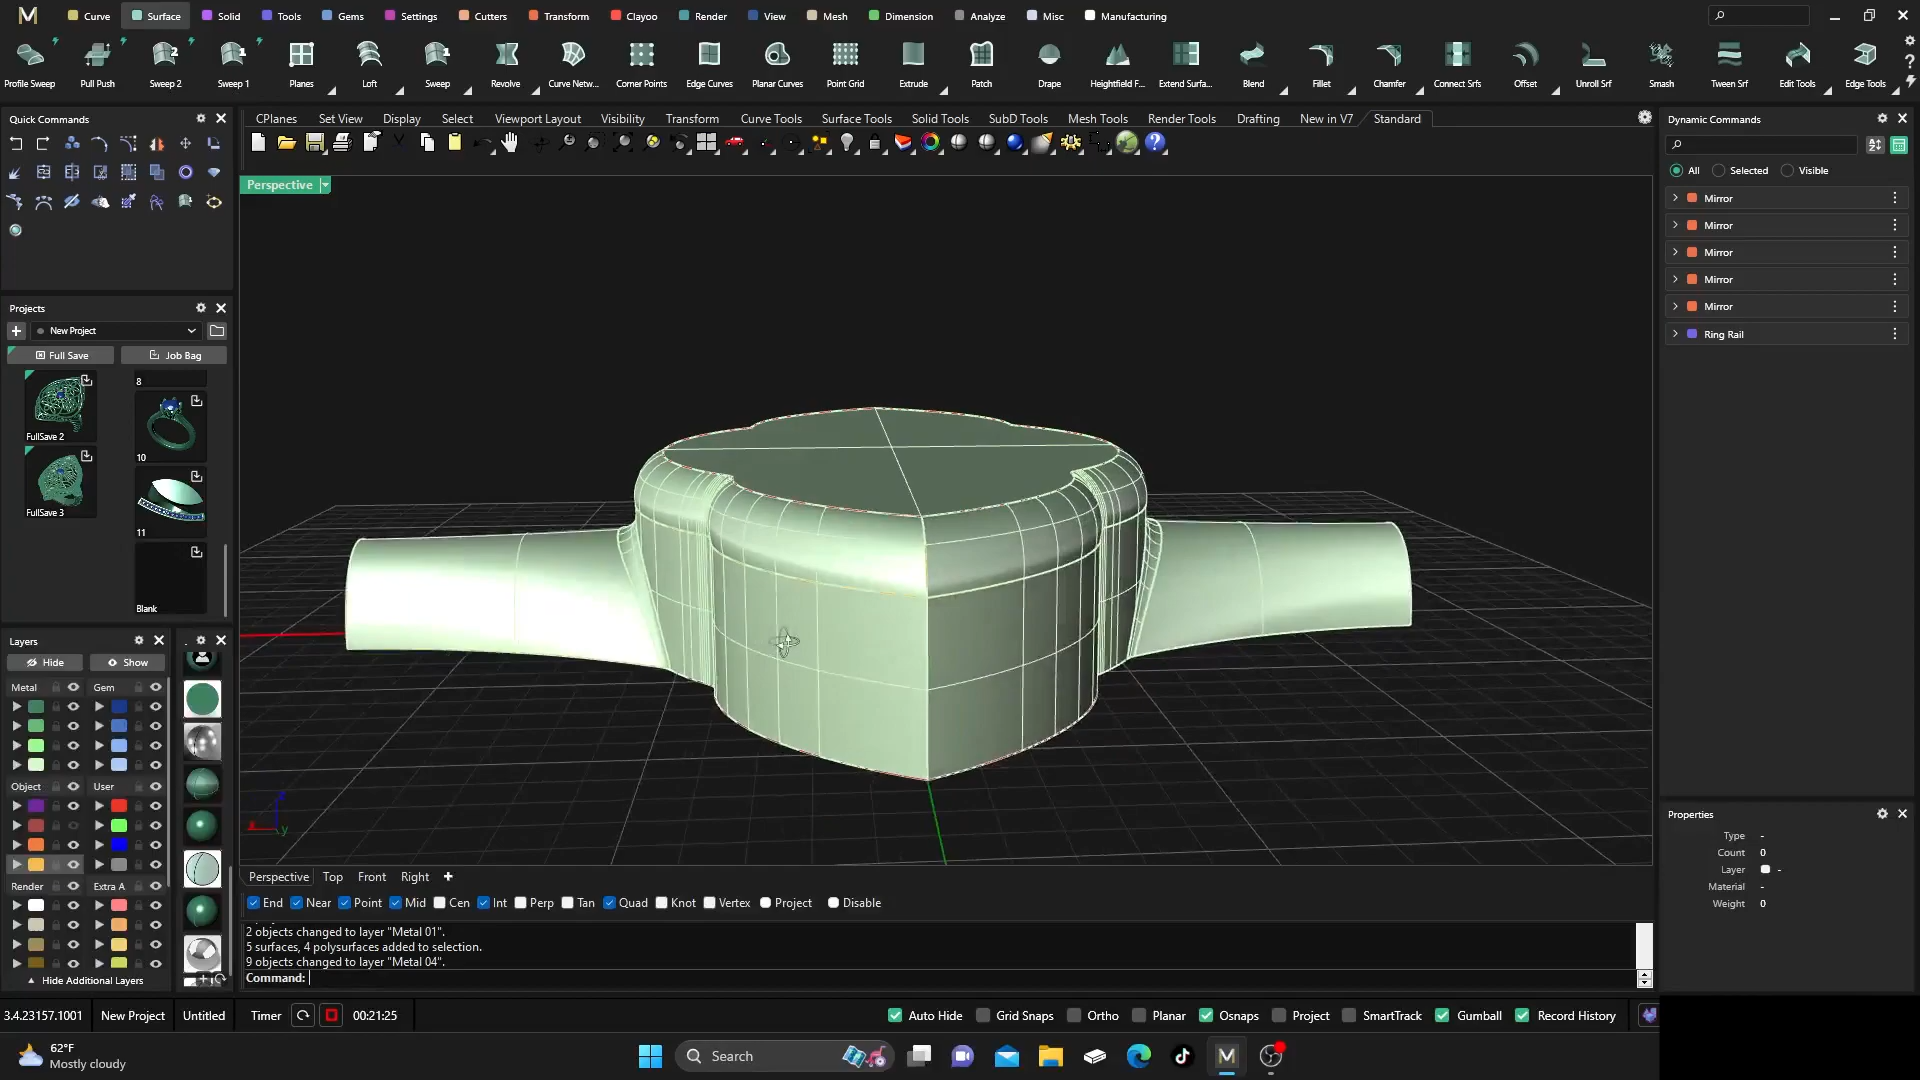 Curve Surface Solid Tools Gems Settings Cutters Transform Clayoo Render View Mesh Dimension Analyze Misc Manufacturing
Profile Sweep Pull Push Sweep 2 Sweep 1 Planes Loft Sweep Revolve Curve Netw... Corner Points Edge Curves Planar Curves Point Grid Extrude Patch Drape Heightfield F... Extend Surfa... Blend Fillet Chamfer Connect Srfs Offset Unroll Srf Smash Tween Srf Edit Tools Edge Tools
Quick Commands
CPlanes Set View Display Select Viewport Layout Visibility Transform Curve Tools Surface Tools Solid Tools SubD Tools Mesh Tools Render Tools Drafting New in V7 Standard
Perspective
Dynamic Commands
All Selected Visible
Mirror
Mirror
Mirror
Mirror
Mirror
Ring Rail
Projects
New Project
Full Save Job Bag
8
FullSave 2
10
FullSave 3
11
Blank
Layers
Hide Show
Metal Gem
Object User
Render Extra A
Hide Additional Layers
z
x
y
Perspective Top Front Right
End Near Point Mid Cen Int Perp Tan Quad Knot Vertex Project Disable
2 objects changed to layer "Metal 01".
5 surfaces, 4 polysurfaces added to selection.
9 objects changed to layer "Metal 04".
Command:
Properties
Type -
Count 0
Layer -
Material -
Weight 0
3.4.23157.1001 New Project Untitled Timer 00:21:25 Auto Hide Grid Snaps Ortho Planar Osnaps Project SmartTrack Gumball Record History
62°F
Mostly cloudy
Search